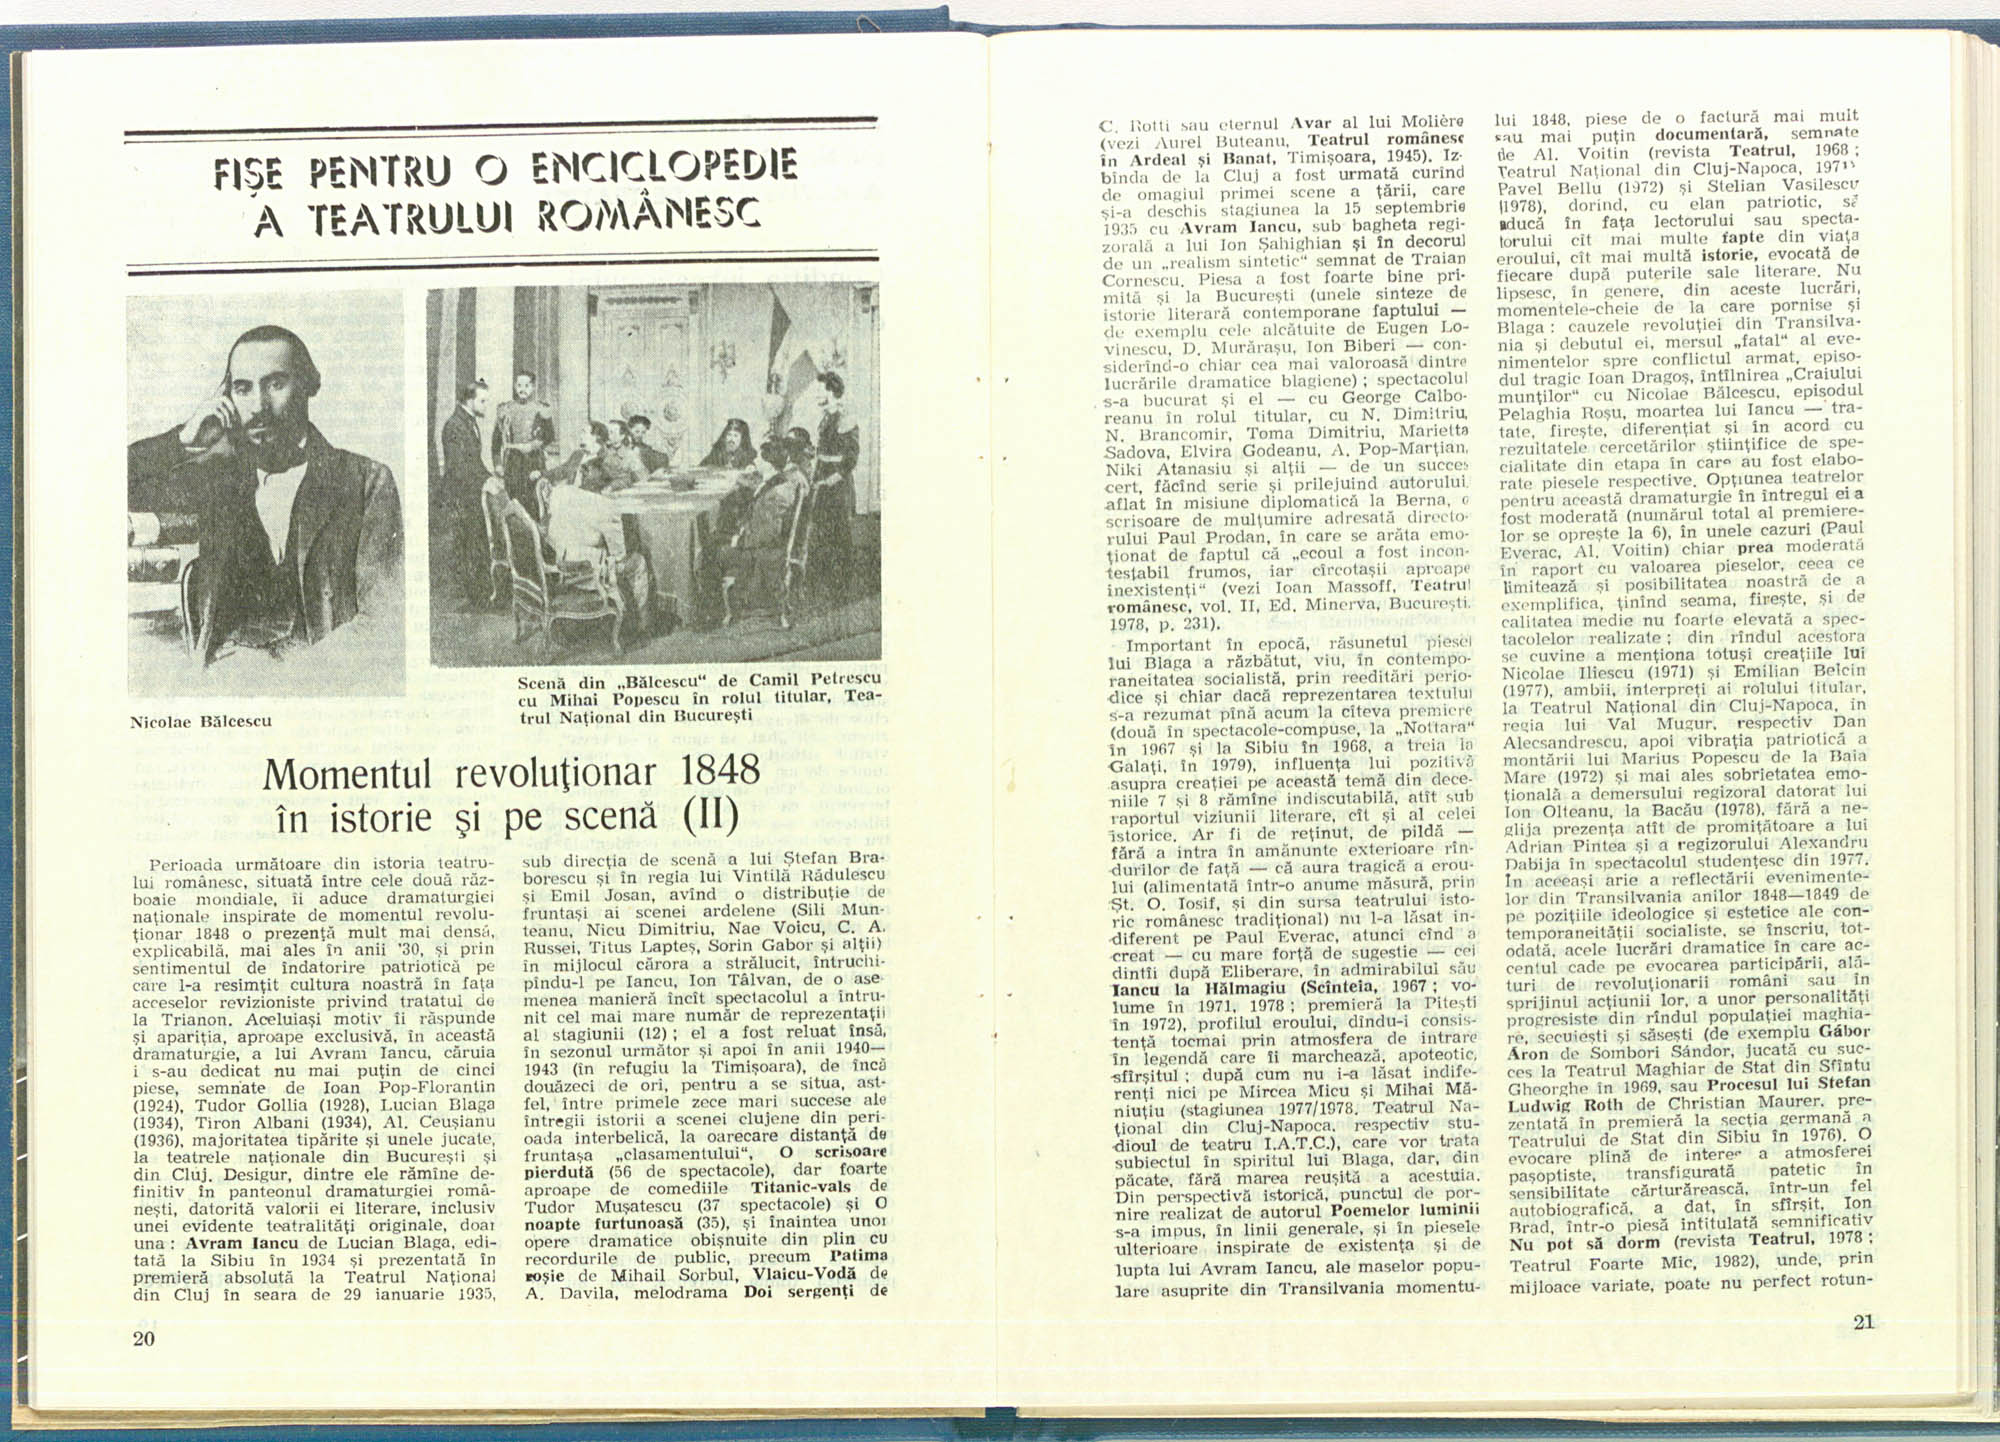 FIȘE PENTRU O ENCICLOPEDIE
A TEATRULUI ROMÂNESC
Nicolae Bălcescu
Scenă din „Bălcescu“ de Camil Petrescu
cu Mihai Popescu în rolul titular, Tea-
trul Național din București
Momentul revoluționar 1848
în istorie și pe scenă (II)
Perioada următoare din istoria teatru-
lui românesc, situată între cele două răz-
boaie mondiale, îi aduce dramaturgiei
naționale inspirate de momentul revolu-
ționar 1848 o prezență mult mai densă,
explicabilă, mai ales în anii '30, și prin
sentimentul de îndatorire patriotică pe
care l-a resimțit cultura noastră în fața
acceselor revizioniste privind tratatul de
la Trianon. Aceluiași motiv îi răspunde
și apariția, aproape exclusivă, în această
dramaturgie, a lui Avram Iancu, căruia
i s-au dedicat nu mai puțin de cinci
piese, semnate de Ioan Pop-Florantin
(1924), Tudor Gollia (1928), Lucian Blaga
(1934), Tiron Albani (1934), Al. Ceușianu
(1936), majoritatea tipărite și unele jucate,
la teatrele naționale din București și
din Cluj. Desigur, dintre ele rămîne de-
finitiv în panteonul dramaturgiei romă-
nești, datorită valorii ei literare, inclusiv
unei evidente teatralități originale, doar
una : Avram Iancu de Lucian Blaga, edi-
tată la Sibiu în 1934 și prezentată în
premieră absolută la Teatrul Național
din Cluj în seara de 29 ianuarie 1935,
sub direcția de scenă a lui Ștefan Bra-
borescu și în regia lui Vintilă Rădulescu
și Emil Josan, avînd o distribuție de
fruntași ai scenei ardelene (Sili Mun-
teanu, Nicu Dimitriu, Nae Voicu, C. A.
Russei, Titus Lapteș, Sorin Gabor și alții)
în mijlocul cărora a strălucit, întruchi-
pîndu-l pe Iancu, Ion Tâlvan, de o ase-
menea manieră încît spectacolul a întru-
nit cel mai mare număr de reprezentații
al stagiunii (12) ; el a fost reluat însă,
în sezonul următor și apoi în anii 1940—
1943 (în refugiu la Timișoara), de încă
douăzeci de ori, pentru a se situa, ast-
fel, între primele zece mari succese ale
întregii istorii a scenei clujene din peri-
oada interbelică, la oarecare distanță de
fruntașa „clasamentului“, O scrisoare
pierdută (56 de spectacole), dar foarte
aproape de comediile Titanic-vals de
Tudor Mușatescu (37 spectacole) și O
noapte furtunoasă (35), și înaintea unor
opere dramatice obișnuite din plin cu
recordurile de public, precum Patima
roșie de Mihail Sorbul, Vlaicu-Vodă de
A. Davila, melodrama Doi sergenți de
20
C. Rotti sau eternul Avar al lui Molière
(vezi Aurel Buteanu, Teatrul românesc
în Ardeal și Banat, Timișoara, 1945). Iz-
bînda de la Cluj a fost urmată curînd
de omagiul primei scene a țării, care
și-a deschis stagiunea la 15 septembrie
1935 cu Avram Iancu, sub bagheta regi-
zorală a lui Ion Șahighian și în decorul
de un „realism sintetic“ semnat de Traian
Cornescu. Piesa a fost foarte bine pri-
mită și la București (unele sinteze de
istorie literară contemporane faptului —
de exemplu cele alcătuite de Eugen Lo-
vinescu, D. Murărașu, Ion Biberi — con-
siderînd-o chiar cea mai valoroasă dintre
lucrările dramatice blagiene) ; spectacolul
s-a bucurat și el — cu George Calbo-
reanu în rolul titular, cu N. Dimitriu,
N. Brancomir, Toma Dimitriu, Marietta
Sadova, Elvira Godeanu, A. Pop-Marțian,
Niki Atanasiu și alții — de un succes
cert, făcînd serie și prilejuind autorului,
aflat în misiune diplomatică la Berna, o
scrisoare de mulțumire adresată directo-
rului Paul Prodan, în care se arăta emo-
ționat de faptul că „ecoul a fost incon-
testabil frumos, iar cîrcotașii aproape
inexistenți“ (vezi Ioan Massoff, Teatrul
românesc, vol. II, Ed. Minerva, București,
1978, p. 231).
Important în epocă, răsunetul piesei
lui Blaga a răzbătut, viu, în contempo-
raneitatea socialistă, prin reeditări perio-
dice și chiar dacă reprezentarea textului
s-a rezumat pînă acum la cîteva premiere
(două în spectacole-compuse, la „Nottara“
în 1967 și la Sibiu în 1968, a treia la
Galați, în 1979), influența lui pozitivă
asupra creației pe această temă din dece-
niile 7 și 8 rămîne indiscutabilă, atît sub
raportul viziunii literare, cît și al celei
istorice. Ar fi de reținut, de pildă —
fără a intra în amănunte exterioare rîn-
durilor de față — că aura tragică a erou-
lui (alimentată într-o anume măsură, prin
Șt. O. Iosif, și din sursa teatrului isto-
ric românesc tradițional) nu l-a lăsat in-
diferent pe Paul Everac, atunci cînd a
creat — cu mare forță de sugestie — cei
dintîi după Eliberare, în admirabilul său
Iancu la Hălmagiu (Scînteia, 1967 ; vo-
lume în 1971, 1978 ; premieră la Pitești
în 1972), profilul eroului, dîndu-i consis-
tență tocmai prin atmosfera de intrare
în legendă care îi marchează, apoteotic,
sfîrșitul ; după cum nu i-a lăsat indife-
renți nici pe Mircea Micu și Mihai Mă-
niuțiu (stagiunea 1977/1978, Teatrul Na-
țional din Cluj-Napoca, respectiv stu-
dioul de teatru I.A.T.C.), care vor trata
subiectul în spiritul lui Blaga, dar, din
păcate, fără marea reușită a acestuia.
Din perspectivă istorică, punctul de por-
nire realizat de autorul Poemelor luminii
s-a impus, în linii generale, și în piesele
ulterioare inspirate de existența și de
lupta lui Avram Iancu, ale maselor popu-
lare asuprite din Transilvania momentu-
lui 1848, piese de o factură mai mult
sau mai puțin documentară, semnate
de Al. Voitin (revista Teatrul, 1968 ;
Teatrul Național din Cluj-Napoca,
Pavel Bellu (1972) și Stelian Vasilescu
(1978), dorind, cu elan patriotic, să
aducă în fața lectorului sau specta-
torului cît mai multe fapte din viața
eroului, cît mai multă istorie, evocată de
fiecare după puterile sale literare. Nu
lipsesc, în genere, din aceste lucrări,
momentele-cheie de la care pornise și
Blaga : cauzele revoluției din Transilva-
nia și debutul ei, mersul „fatal“ al eve-
nimentelor spre conflictul armat, episo-
dul tragic Ioan Dragoș, întîlnirea „Craiului
munților“ cu Nicolae Bălcescu, episodul
Pelaghia Roșu, moartea lui Iancu — tra-
tate, firește, diferențiat și în acord cu
rezultatele cercetărilor științifice de spe-
cialitate din etapa în care au fost elabo-
rate piesele respective. Opțiunea teatrelor
pentru această dramaturgie în întregul ei a
fost moderată (numărul total al premiere-
lor se oprește la 6), în unele cazuri (Paul
Everac, Al. Voitin) chiar prea moderată
în raport cu valoarea pieselor, ceea ce
limitează și posibilitatea noastră de a
exemplifica, ținînd seama, firește, și de
calitatea medie nu foarte elevată a spec-
tacolelor realizate ; din rîndul acestora
se cuvine a menționa totuși creațiile lui
Nicolae Iliescu (1971) și Emilian Belcin
(1977), ambii, interpreți ai rolului titular,
la Teatrul Național din Cluj-Napoca, în
regia lui Val Mugur, respectiv Dan
Alecsandrescu, apoi vibrația patriotică a
montării lui Marius Popescu de la Baia
Mare (1972) și mai ales sobrietatea emo-
țională a demersului regizoral datorat lui
Ion Olteanu, la Bacău (1978), fără a ne-
glija prezența atît de promițătoare a lui
Adrian Pintea și a regizorului Alexandru
Dabija în spectacolul studențesc din 1977.
În aceeași arie a reflectării evenimente-
lor din Transilvania anilor 1848—1849 de
pe pozițiile ideologice și estetice ale con-
temporaneității socialiste, se înscriu, tot-
odată, acele lucrări dramatice în care ac-
centul cade pe evocarea participării, ală-
turi de revoluționarii români sau în
sprijinul acțiunii lor, a unor personalități
progresiste din rîndul populației maghia-
re, secuiești și săsești (de exemplu Gábor
Áron de Sombori Sándor, jucată cu suc-
ces la Teatrul Maghiar de Stat din Sfîntu
Gheorghe în 1969, sau Procesul lui Stefan
Ludwig Roth de Christian Maurer, pre-
zentată în premieră la secția germană a
Teatrului de Stat din Sibiu în 1976). O
evocare plină de interes a atmosferei
pașoptiste, transfigurată patetic în
sensibilitate cărturărească, într-un fel
autobiografică, a dat, în sfîrșit, Ion
Brad, într-o piesă intitulată semnificativ
Nu pot să dorm (revista Teatrul, 1978 ;
Teatrul Foarte Mic, 1982), unde, prin
mijloace variate, poate nu perfect rotun-
21